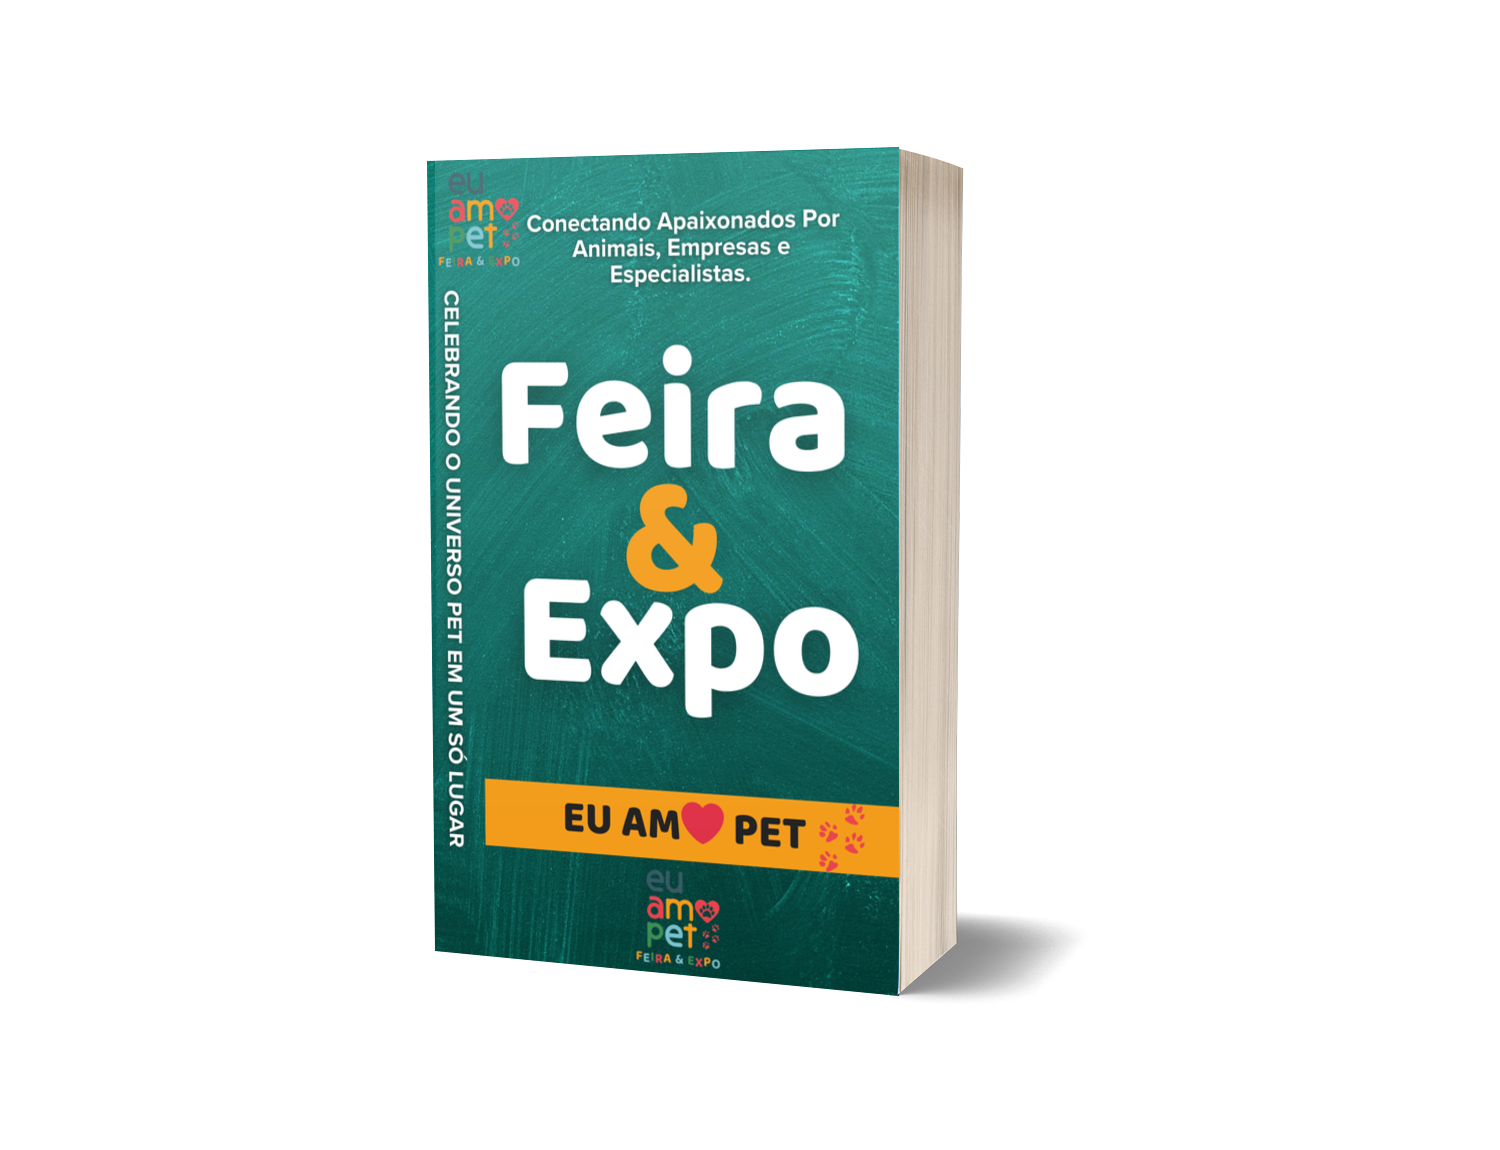 eu
am
pet
FEIRA & EXPO
Conectando Apaixonados Por
Animais, Empresas e
Especialistas.
CELEBRANDO O UNIVERSO PET EM UM SÓ LUGAR
Feira
&
Expo
EU AM PET
eu
am
pet
FEIRA & EXPO